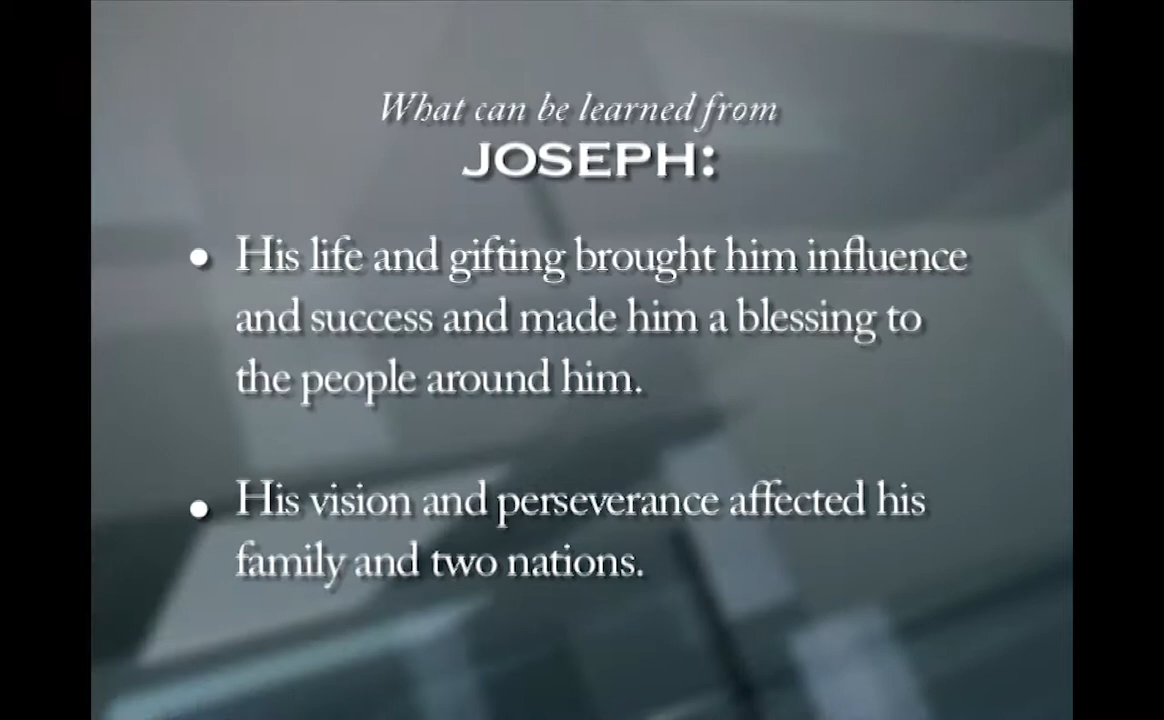 What can be learned from
JOSEPH:
• His life and gifting brought him influence
and success and made him a blessing to
the people around him.
• His vision and perseverance affected his
family and two nations.